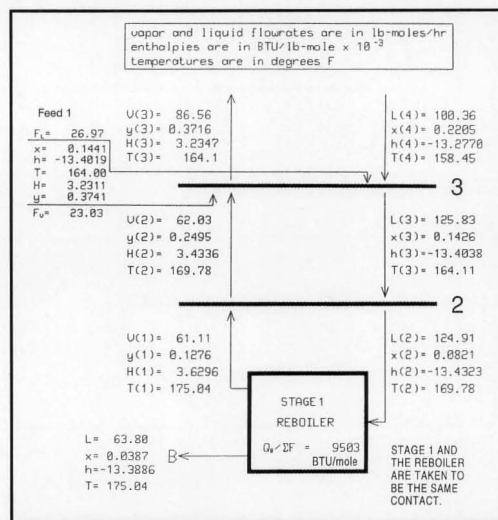 vapor and liquid flowrates are in lb-moles/hr
enthalpies are in BTU/lb-mole x 10⁻³
temperatures are in degrees F
Feed 1
F_L= 26.97
x= 0.1441
h= -13.4019
T= 164.00
H= 3.2311
y= 0.3741
F_V= 23.03
V(3)= 86.56
y(3)= 0.3716
H(3)= 3.2347
T(3)= 164.1
L(4)= 100.36
x(4)= 0.2205
h(4)=-13.2770
T(4)= 158.45
3
V(2)= 62.03
y(2)= 0.2495
H(2)= 3.4336
T(2)= 169.78
L(3)= 125.83
x(3)= 0.1426
h(3)=-13.4038
T(3)= 164.11
2
V(1)= 61.11
y(1)= 0.1276
H(1)= 3.6296
T(1)= 175.04
L(2)= 124.91
x(2)= 0.0821
h(2)=-13.4323
T(2)= 169.78
STAGE 1
REBOILER
/ΣF = 9503
BTU/mole
L= 63.80
x= 0.0387
h=-13.3886
T= 175.04
B
STAGE 1 AND
THE REBOILER
ARE TAKEN TO
BE THE SAME
CONTACT.